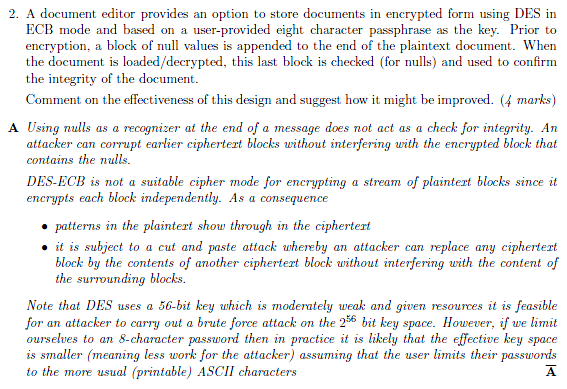 2. A document editor provides an option to store documents in encrypted form using DES in
ECB mode and based on a user-provided eight character passphrase as the key. Prior to
encryption, a block of null values is appended to the end of the plaintext document. When
the document is loaded/decrypted, this last block is checked (for nulls) and used to confirm
the integrity of the document.
Comment on the effectiveness of this design and suggest how it might be improved. (4 marks)
A Using nulls as a recognizer at the end of a message does not act as a check for integrity. An
attacker can corrupt earlier ciphertext blocks without interfering with the encrypted block that
contains the nulls.
DES-ECB is not a suitable cipher mode for encrypting a stream of plaintext blocks since it
encrypts each block independently. As a consequence
• patterns in the plaintext show through in the ciphertext
• it is subject to a cut and paste attack whereby an attacker can replace any ciphertext
block by the contents of another ciphertext block without interfering with the content of
the surrounding blocks.
Note that DES uses a 56-bit key which is moderately weak and given resources it is feasible
for an attacker to carry out a brute force attack on the 2⁵⁶ bit key space. However, if we limit
ourselves to an 8-character password then in practice it is likely that the effective key space
is smaller (meaning less work for the attacker) assuming that the user limits their passwords
to the more usual (printable) ASCII characters A